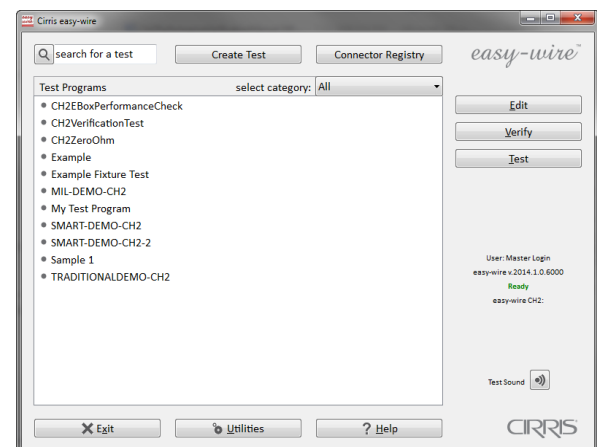 Cirris easy-wire
search for a test
Create Test
Connector Registry
easy-wire™
Test Programs
select category: All
CH2EBoxPerformanceCheck
CH2VerificationTest
CH2ZeroOhm
Example
Example Fixture Test
MIL-DEMO-CH2
My Test Program
SMART-DEMO-CH2
SMART-DEMO-CH2-2
Sample 1
TRADITIONALDEMO-CH2
Edit
Verify
Test
User: Master Login
easy-wire v.2014.1.0.6000
Ready
easy-wire CH2:
Test Sound
Exit
Utilities
? Help
CIRRIS